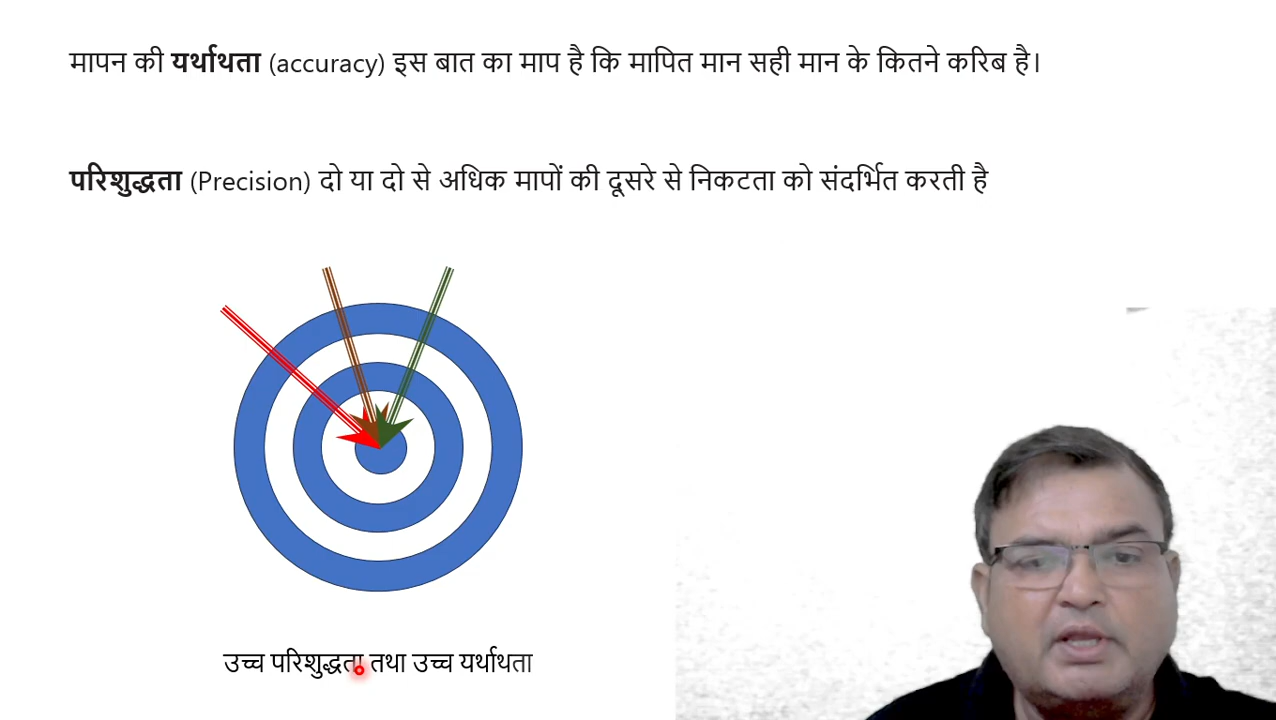 मापन की यर्थाथता (accuracy) इस बात का माप है कि मापित मान सही मान के कितने करिब है।
परिशुद्धता (Precision) दो या दो से अधिक मापों की दूसरे से निकटता को संदर्भित करती है
उच्च परिशुद्धता तथा उच्च यर्थाथता